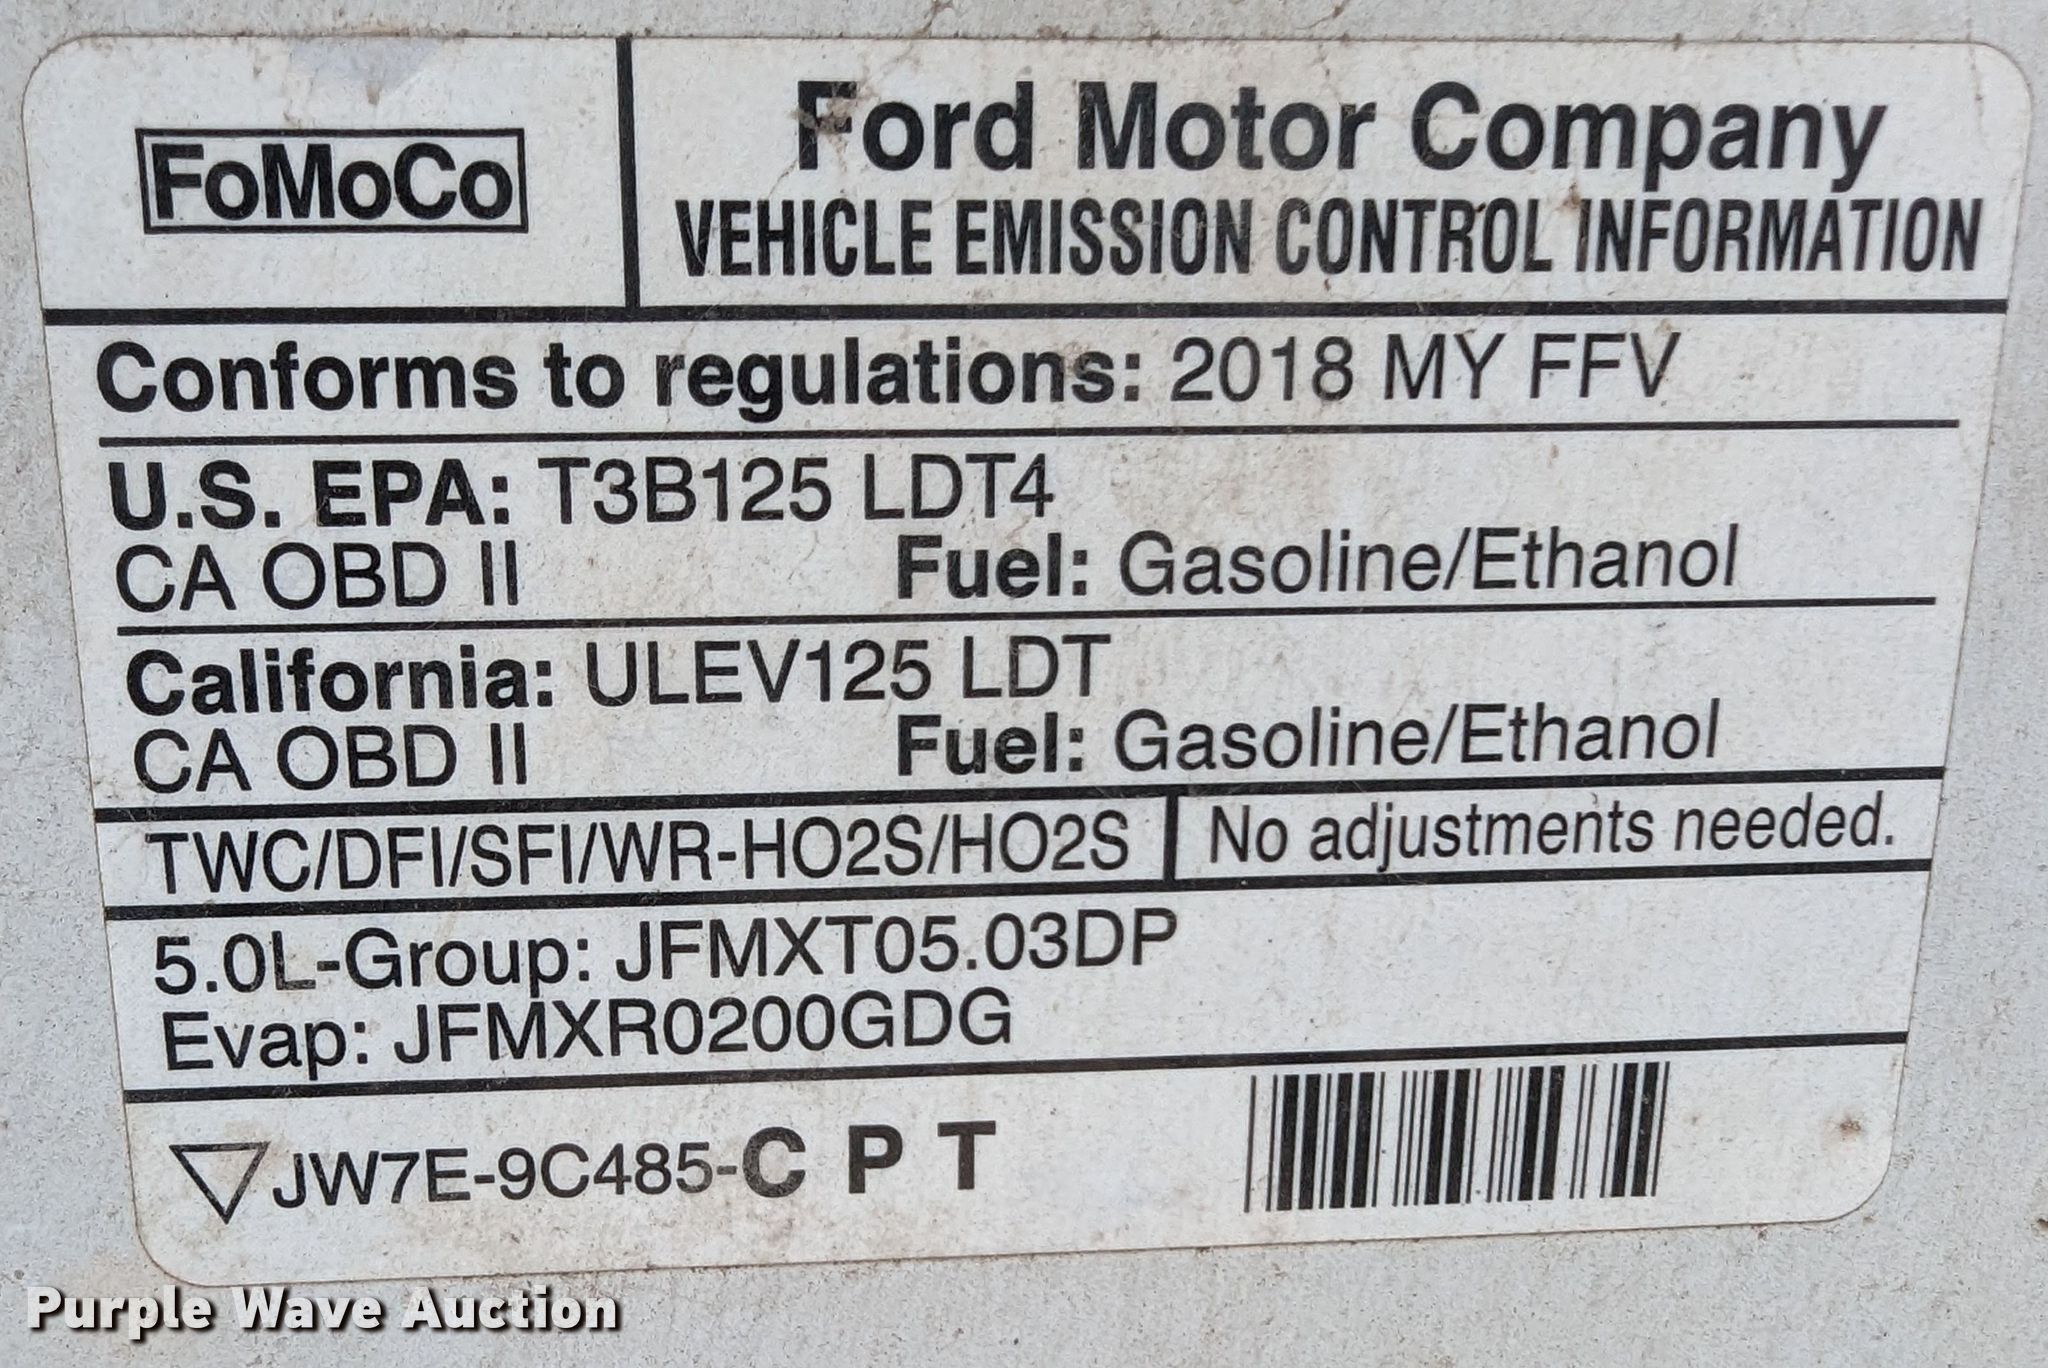 FoMoCo
Ford Motor Company
VEHICLE EMISSION CONTROL INFORMATION
Conforms to regulations: 2018 MY FFV
U.S. EPA: T3B125 LDT4
CA OBD II Fuel: Gasoline/Ethanol
California: ULEV125 LDT
CA OBD II Fuel: Gasoline/Ethanol
TWC/DFI/SFI/WR-HO2S/HO2S No adjustments needed.
5.0L-Group: JFMXT05.03DP
Evap: JFMXR0200GDG
JW7E-9C485-C P T
Purple Wave Auction